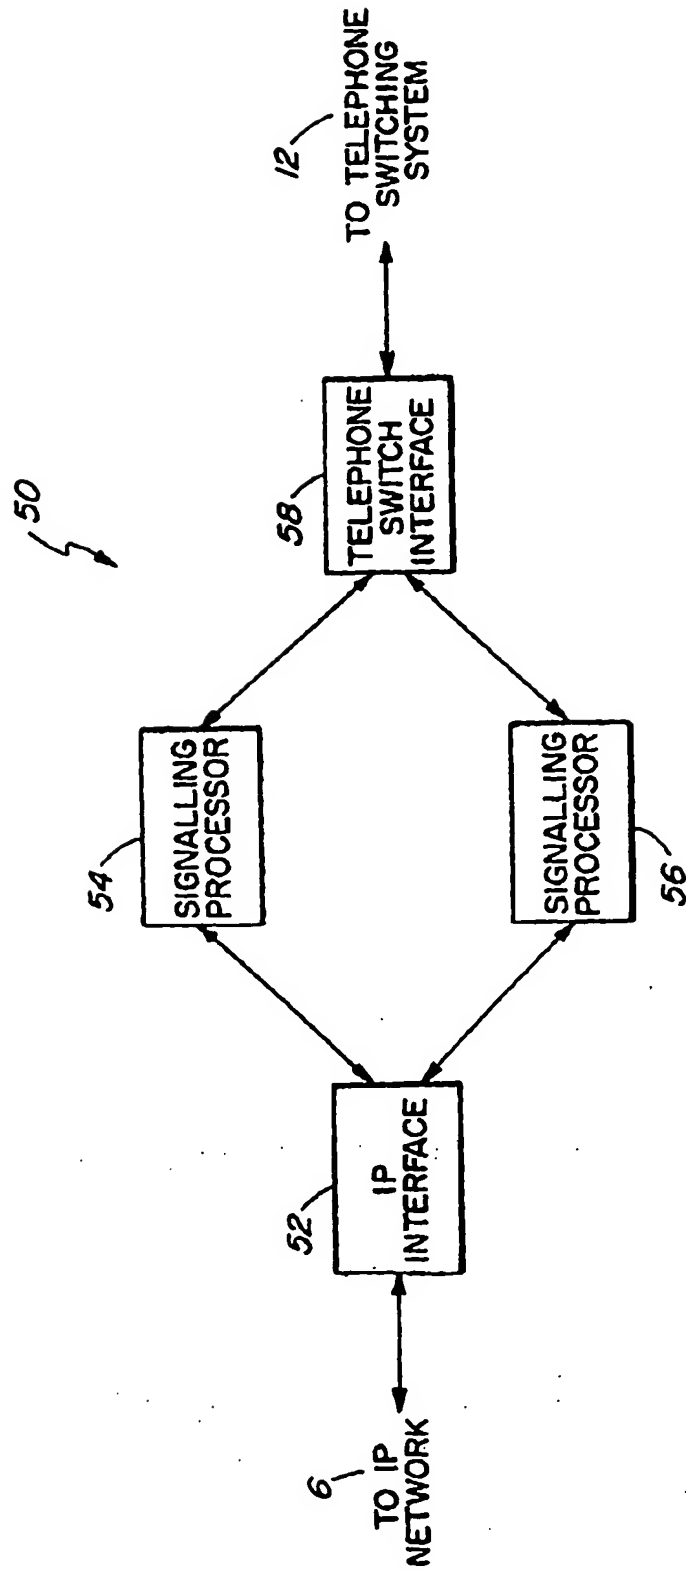 50
6
TO IP
NETWORK
52
IP
INTERFACE
54
SIGNALLING
PROCESSOR
56
SIGNALLING
PROCESSOR
58
TELEPHONE
SWITCH
INTERFACE
12
TO TELEPHONE
SWITCHING
SYSTEM